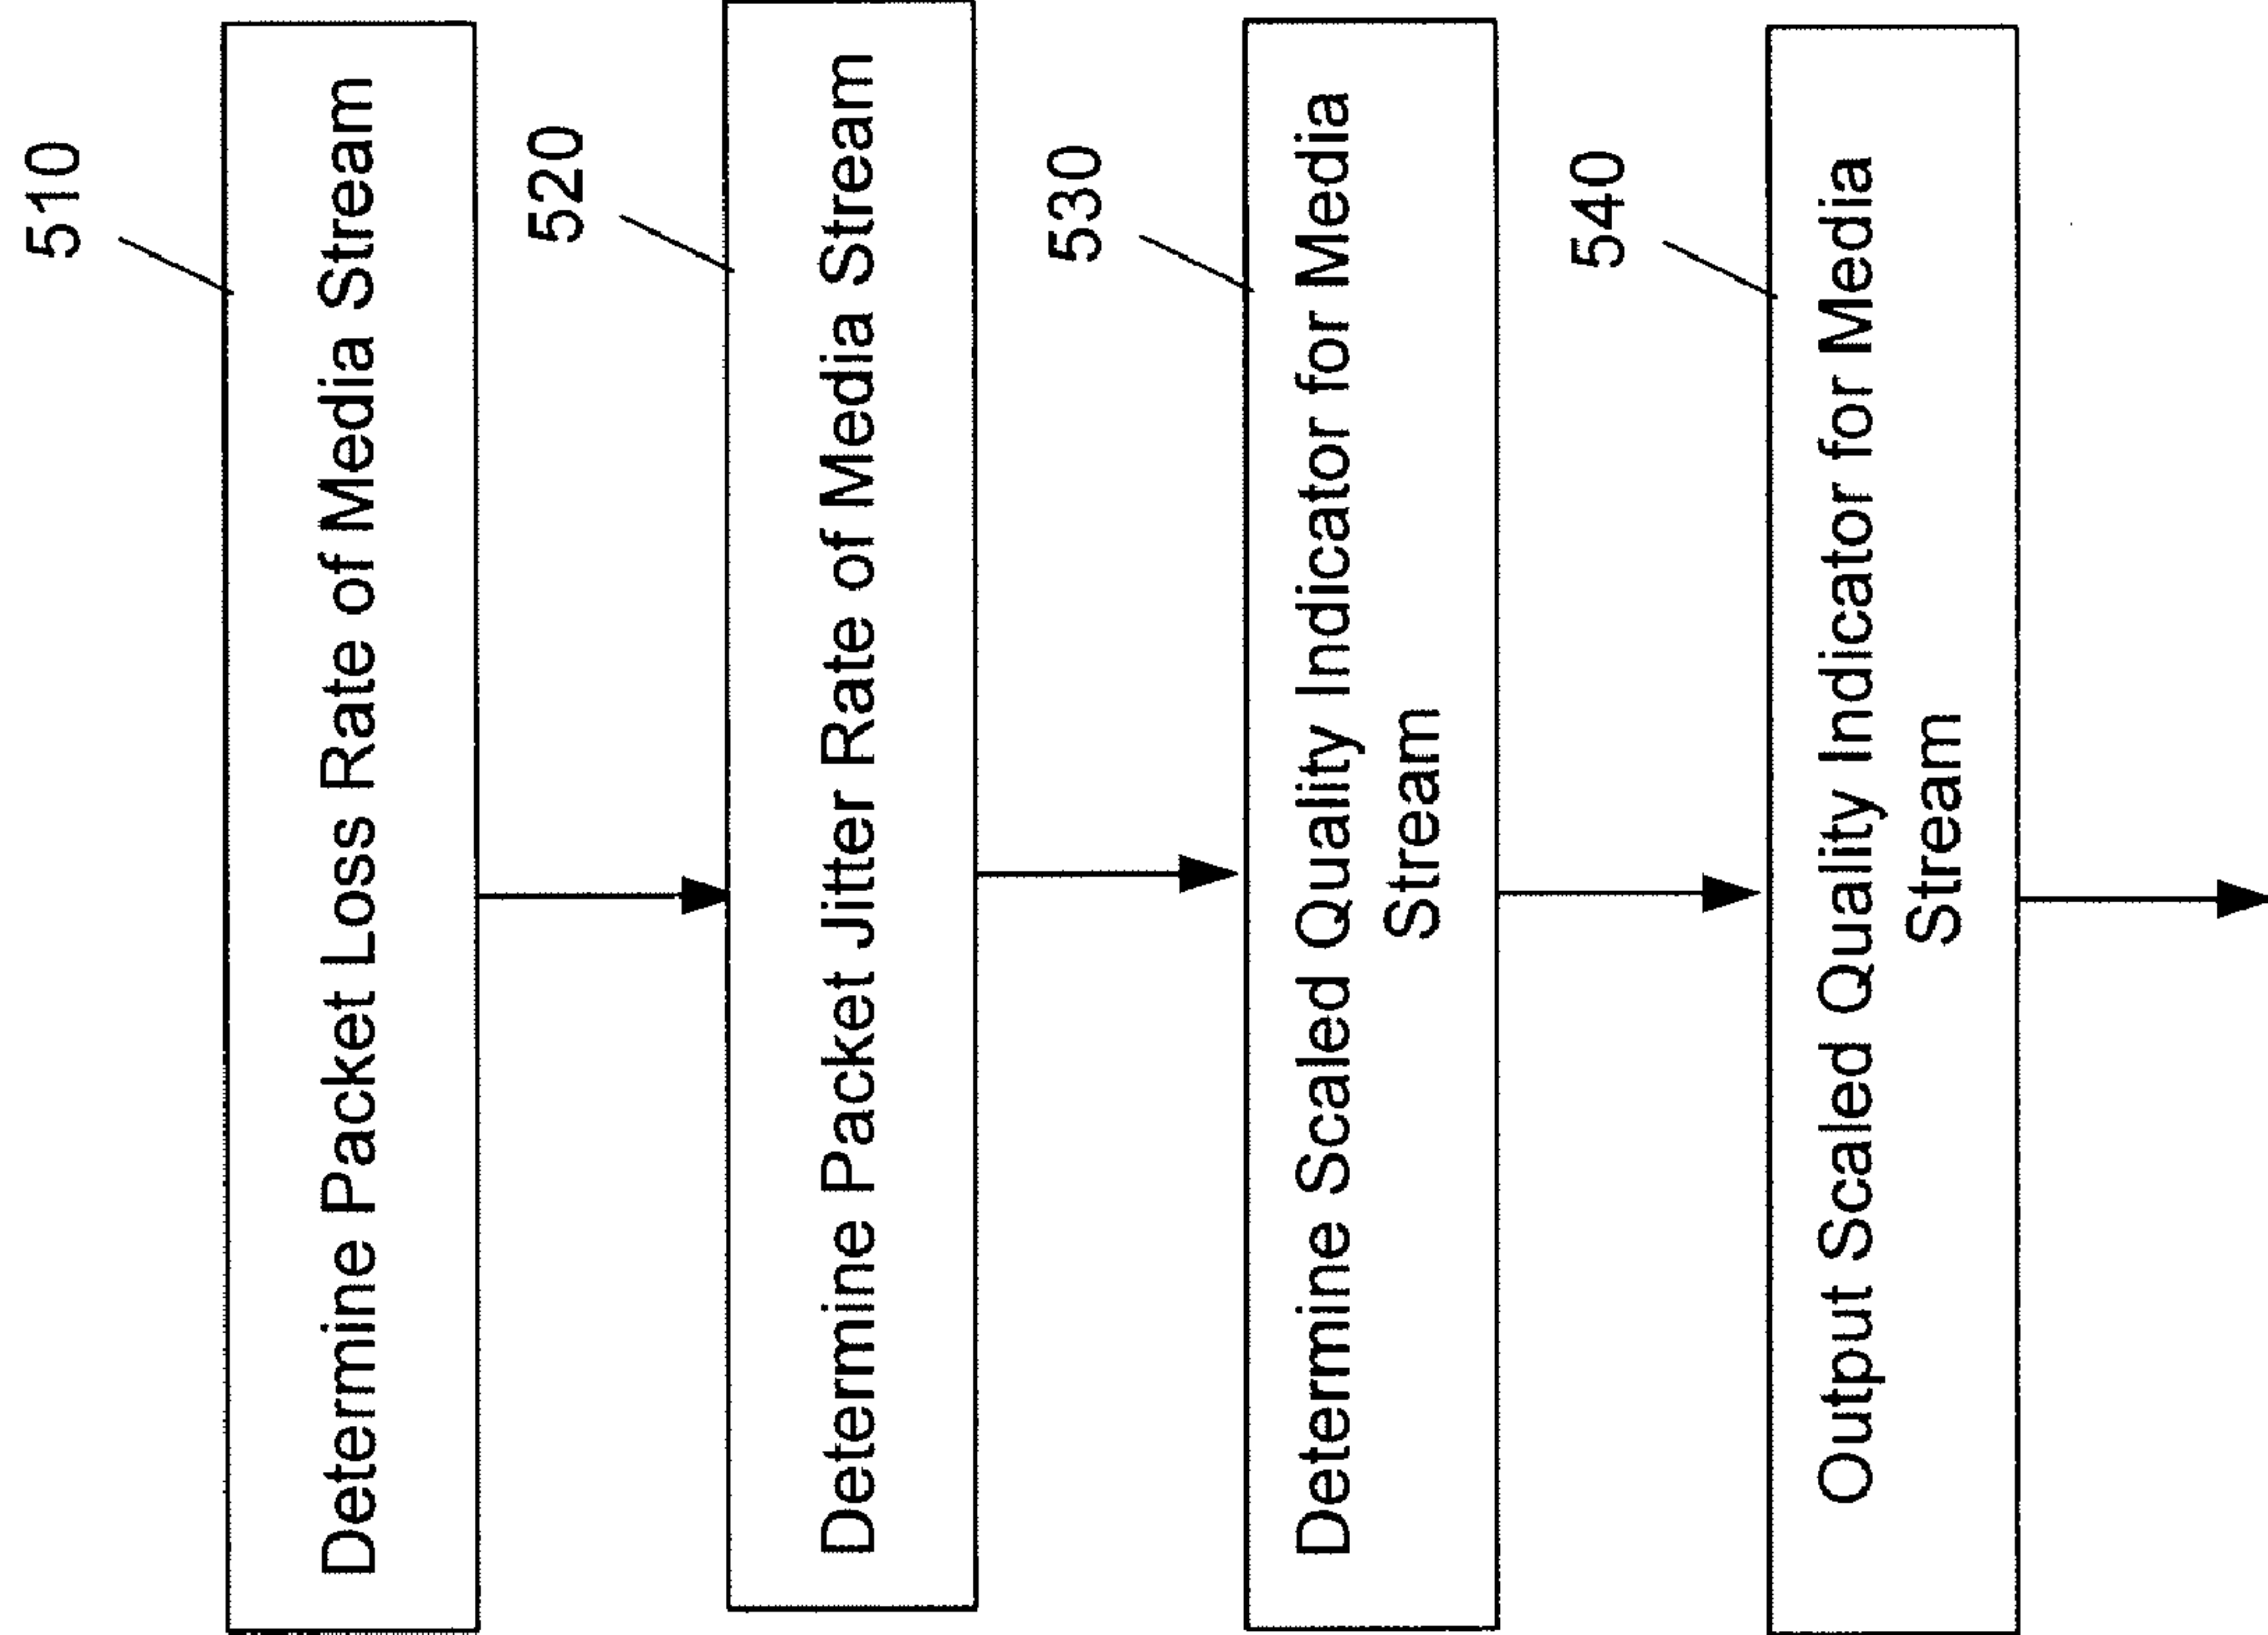 510
Determine Packet Loss Rate of Media Stream
520
Determine Packet Jitter Rate of Media Stream
530
Determine Scaled Quality Indicator for Media
Stream
540
Output Scaled Quality Indicator for Media
Stream